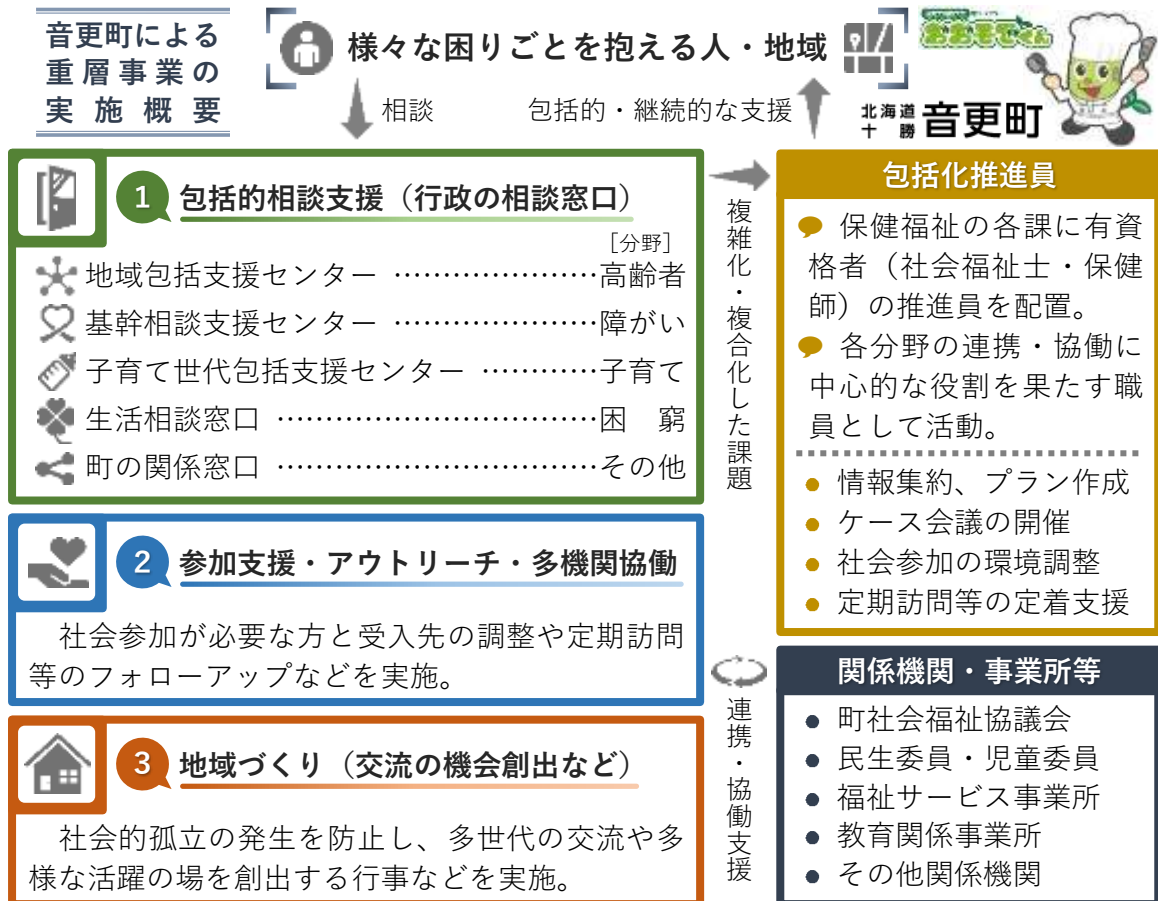 音更町による
重層事業の
実施概要
様々な困りごとを抱える人・地域
相談
包括的・継続的な支援
おおそでくん
北海道
十勝
音更町
1 包括的相談支援（行政の相談窓口）
［分野］
地域包括支援センター …………………高齢者
基幹相談支援センター …………………障がい
子育て世代包括支援センター …………子育て
生活相談窓口 ……………………………困　窮
町の関係窓口 ……………………………その他
2 参加支援・アウトリーチ・多機関協働
社会参加が必要な方と受入先の調整や定期訪問
等のフォローアップなどを実施。
3 地域づくり（交流の機会創出など）
社会的孤立の発生を防止し、多世代の交流や多
様な活躍の場を創出する行事などを実施。
複雑化・複合化した課題
連携・協働支援
包括化推進員
保健福祉の各課に有資
格者（社会福祉士・保健
師）の推進員を配置。
各分野の連携・協働に
中心的な役割を果たす職
員として活動。
● 情報集約、プラン作成
● ケース会議の開催
● 社会参加の環境調整
● 定期訪問等の定着支援
関係機関・事業所等
● 町社会福祉協議会
● 民生委員・児童委員
● 福祉サービス事業所
● 教育関係事業所
● その他関係機関